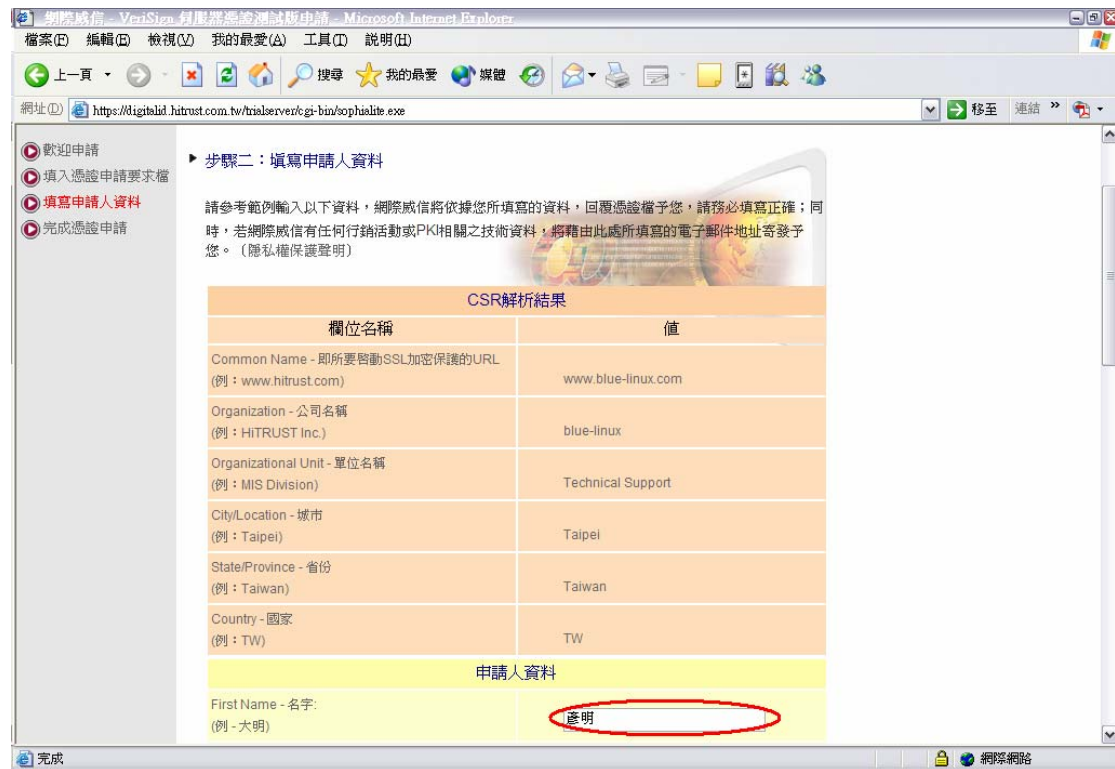 網際威信 - VeriSign 伺服器憑證測試版申請 - Microsoft Internet Explorer
檔案(F) 編輯(E) 檢視(V) 我的最愛(A) 工具(T) 說明(H)
上一頁 搜尋 我的最愛 媒體
網址(D) https://digitalid.hitrust.com.tw/trialserver/cgi-bin/sophialite.exe 移至 連結 »
歡迎申請
填入憑證申請要求檔
填寫申請人資料
完成憑證申請
步驟二：填寫申請人資料
請參考範例輸入以下資料，網際威信將依據您所填寫的資料，回覆憑證檔予您，請務必填寫正確；同
時，若網際威信有任何行銷活動或PKI相關之技術資料，將藉由此處所填寫的電子郵件地址寄發予
您。〔隱私權保護聲明〕
CSR解析結果
欄位名稱 值
Common Name - 即所要啓動SSL加密保護的URL
(例：www.hitrust.com) www.blue-linux.com
Organization - 公司名稱
(例：HiTRUST Inc.) blue-linux
Organizational Unit - 單位名稱
(例：MIS Division) Technical Support
City/Location - 城市
(例：Taipei) Taipei
State/Province - 省份
(例：Taiwan) Taiwan
Country - 國家
(例：TW) TW
申請人資料
First Name - 名字:
(例 - 大明) 彥明
完成 網際網路